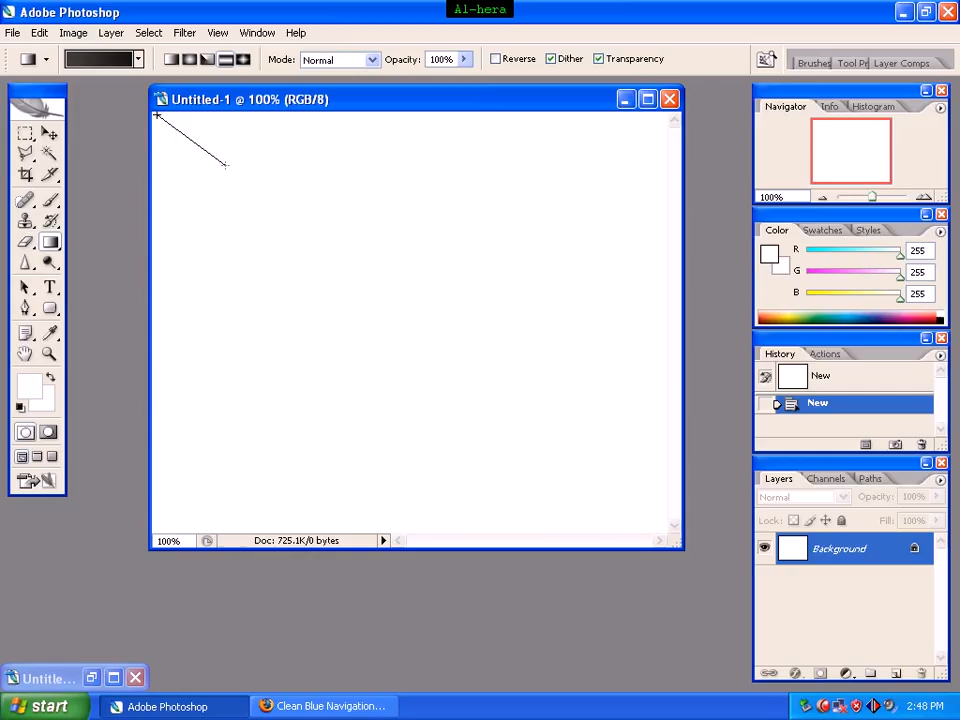 Al-hera
Adobe Photoshop
File Edit Image Layer Select Filter View Window Help
Mode: Normal Opacity: 100% Reverse Dither Transparency
Brushes Tool Pr Layer Comps
Untitled-1 @ 100% (RGB/8)
Navigator Info Histogram
100%
Color Swatches Styles
R 255
G 255
B 255
History Actions
New
New
Layers Channels Paths
Normal Opacity: 100%
Lock: Fill: 100%
Background
T
100% Doc: 725.1K/0 bytes
Untitle...
start Adobe Photoshop Clean Blue Navigation... 2:48 PM